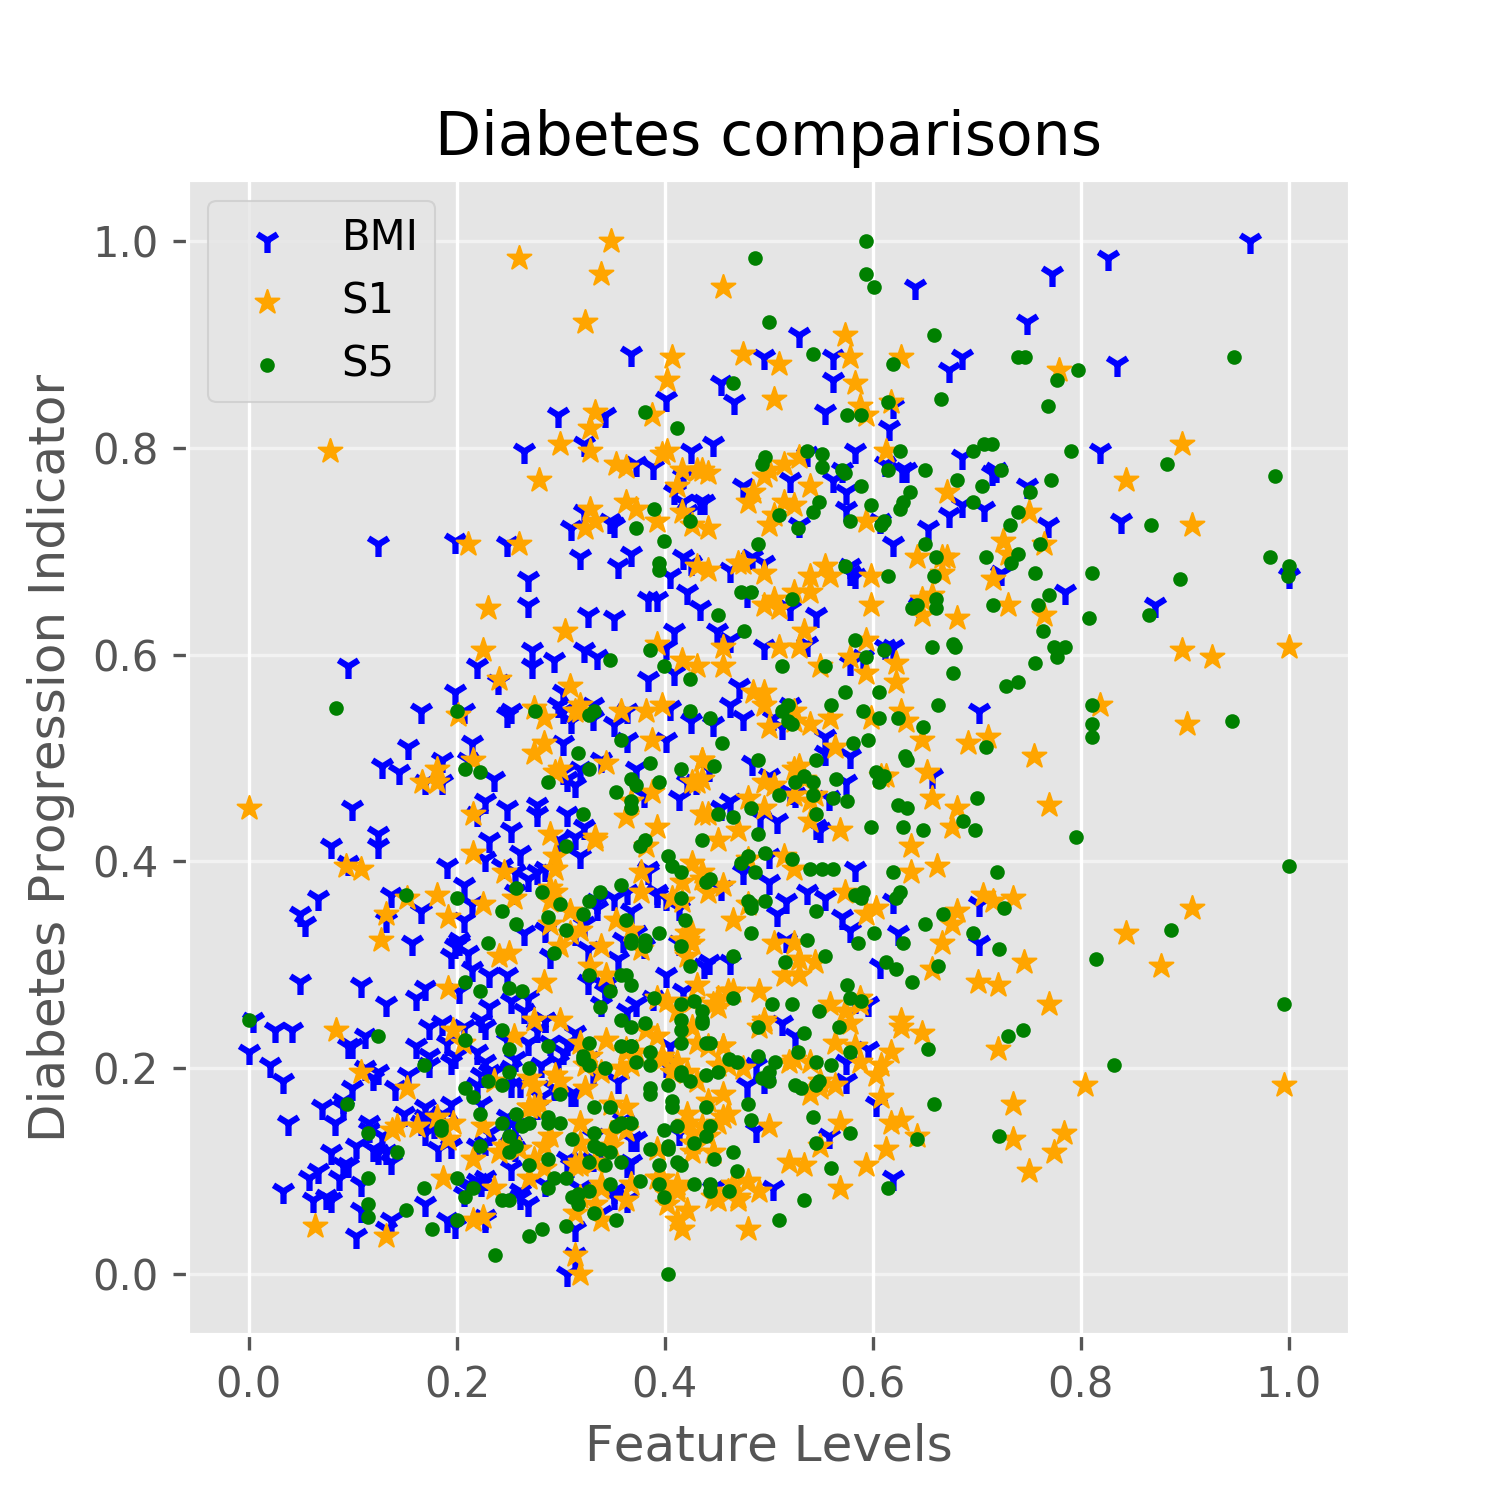 Diabetes comparisons
BMI
S1
S5
Diabetes Progression Indicator
1.0
0.8
0.6
0.4
0.2
0.0
0.0 0.2 0.4 0.6 0.8 1.0
Feature Levels